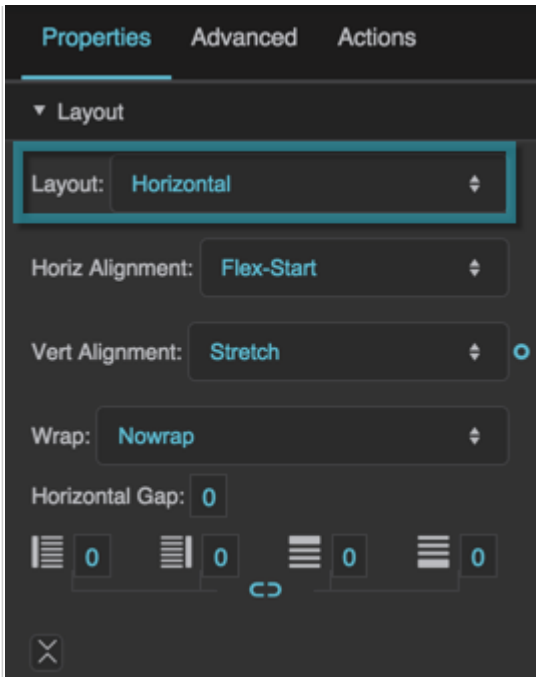 Properties Advanced Actions
Layout
Layout: Horizontal
Horiz Alignment: Flex-Start
Vert Alignment: Stretch
Wrap: Nowrap
Horizontal Gap: 0
0 0 0 0